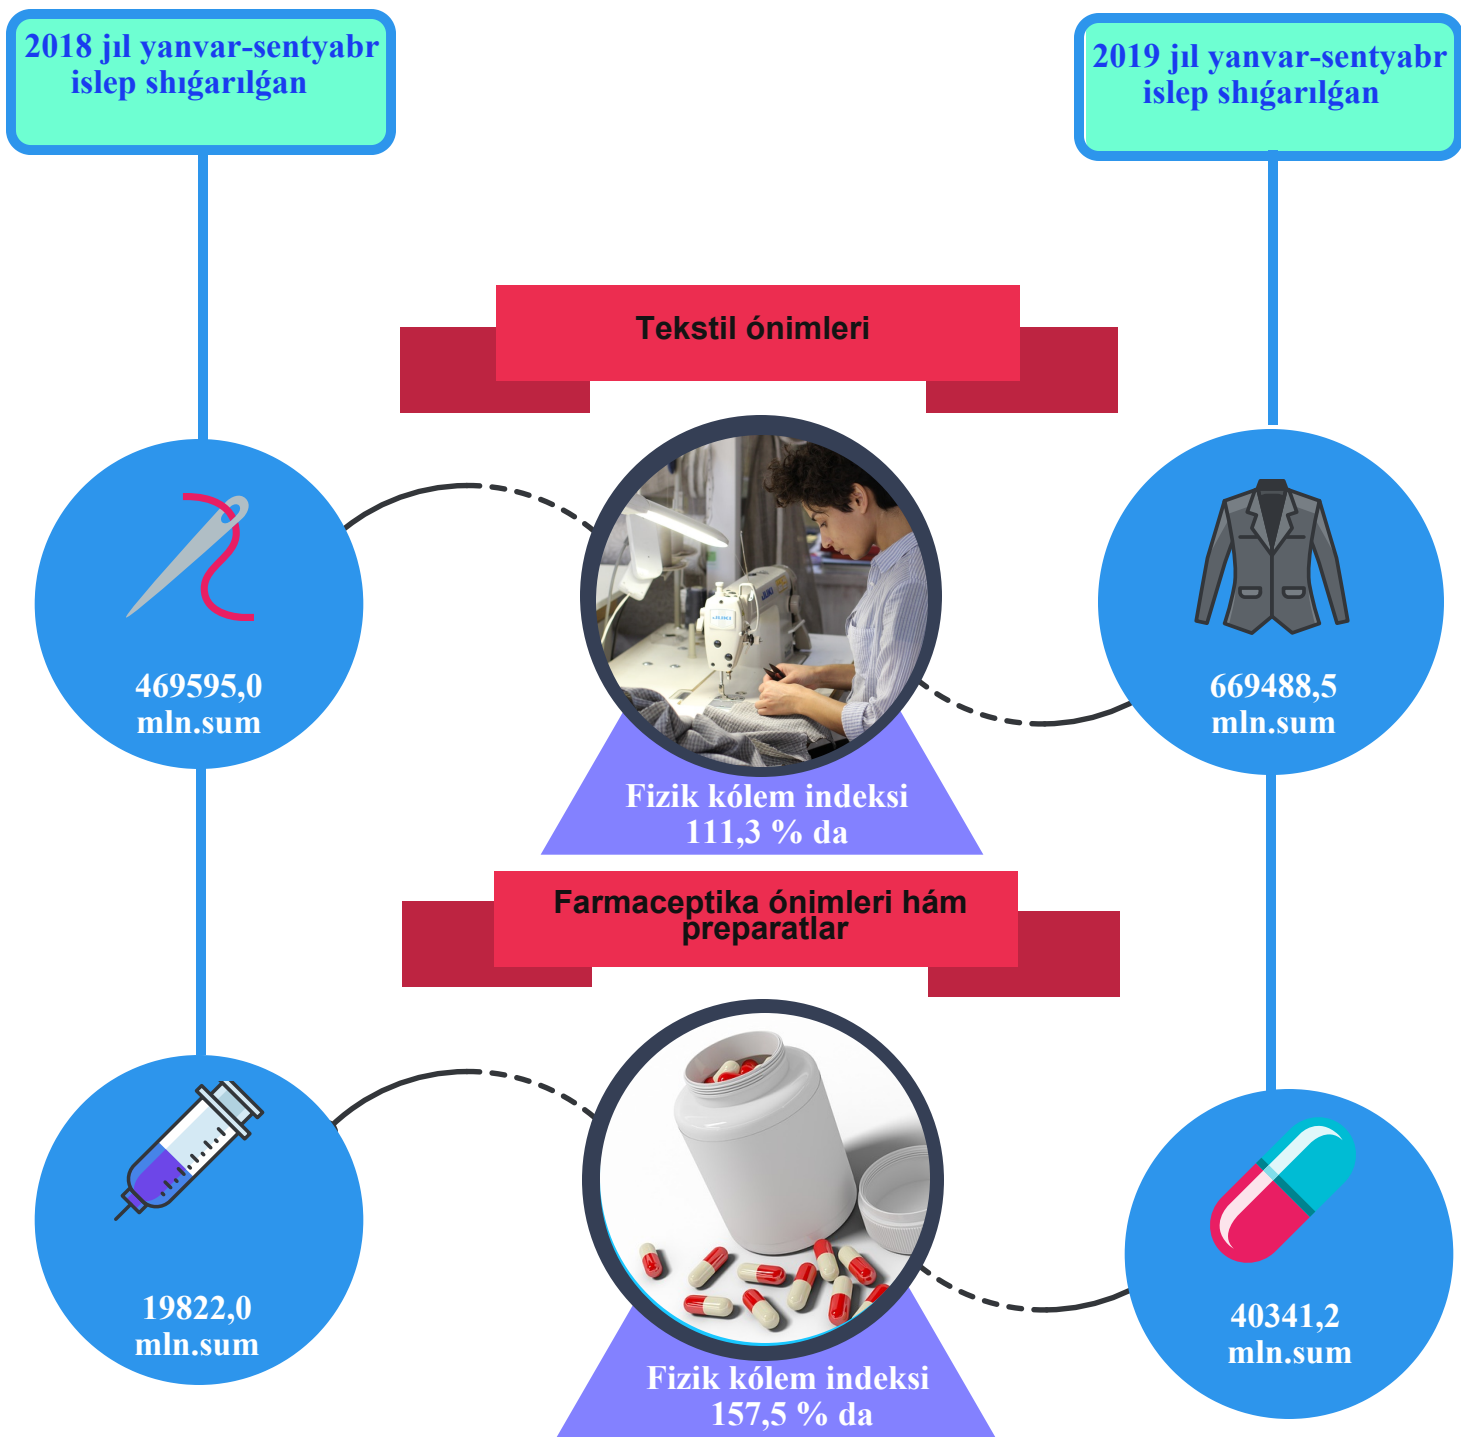 2018 jıl yanvar-sentyabr
islep shıǵarılǵan
2019 jıl yanvar-sentyabr
islep shıǵarılǵan
Tekstil ónimleri
469595,0
mln.sum
JUKI
JUKI
669488,5
mln.sum
Fizik kólem indeksi
111,3 % da
Farmaceptika ónimleri hám
preparatlar
19822,0
mln.sum
40341,2
mln.sum
Fizik kólem indeksi
157,5 % da